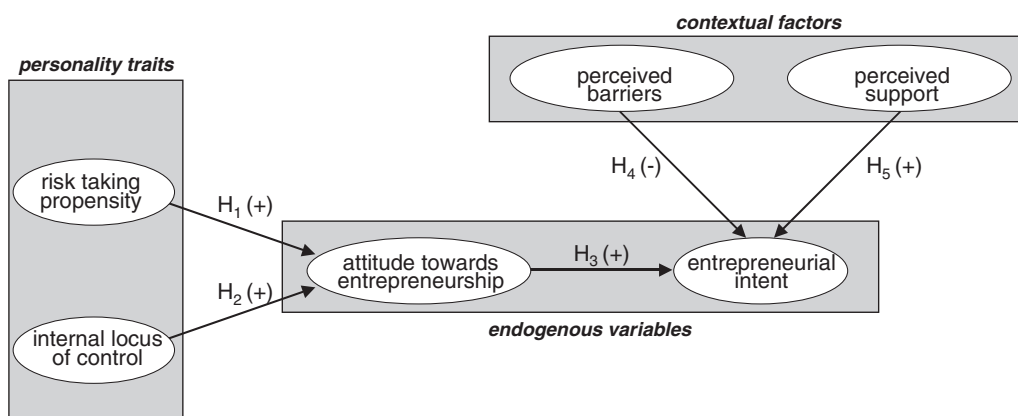 contextual factors
personality traits
perceived
barriers
perceived
support
risk taking
propensity
H1 (+)
H4 (-)
H5 (+)
attitude towards
entrepreneurship
H3 (+)
entrepreneurial
intent
H2 (+)
internal locus
of control
endogenous variables